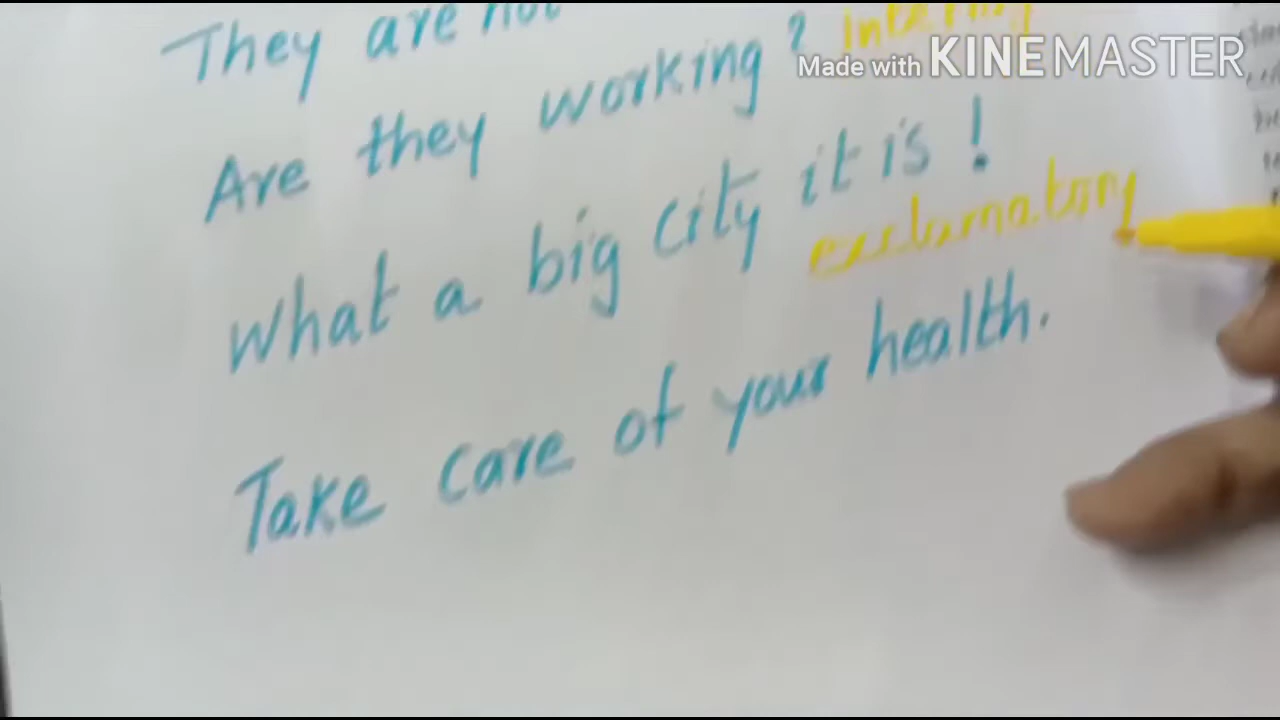 They are not
Are they working?
Made with KINEMASTER
What a big city it is!
exclamatory
Take care of your health.